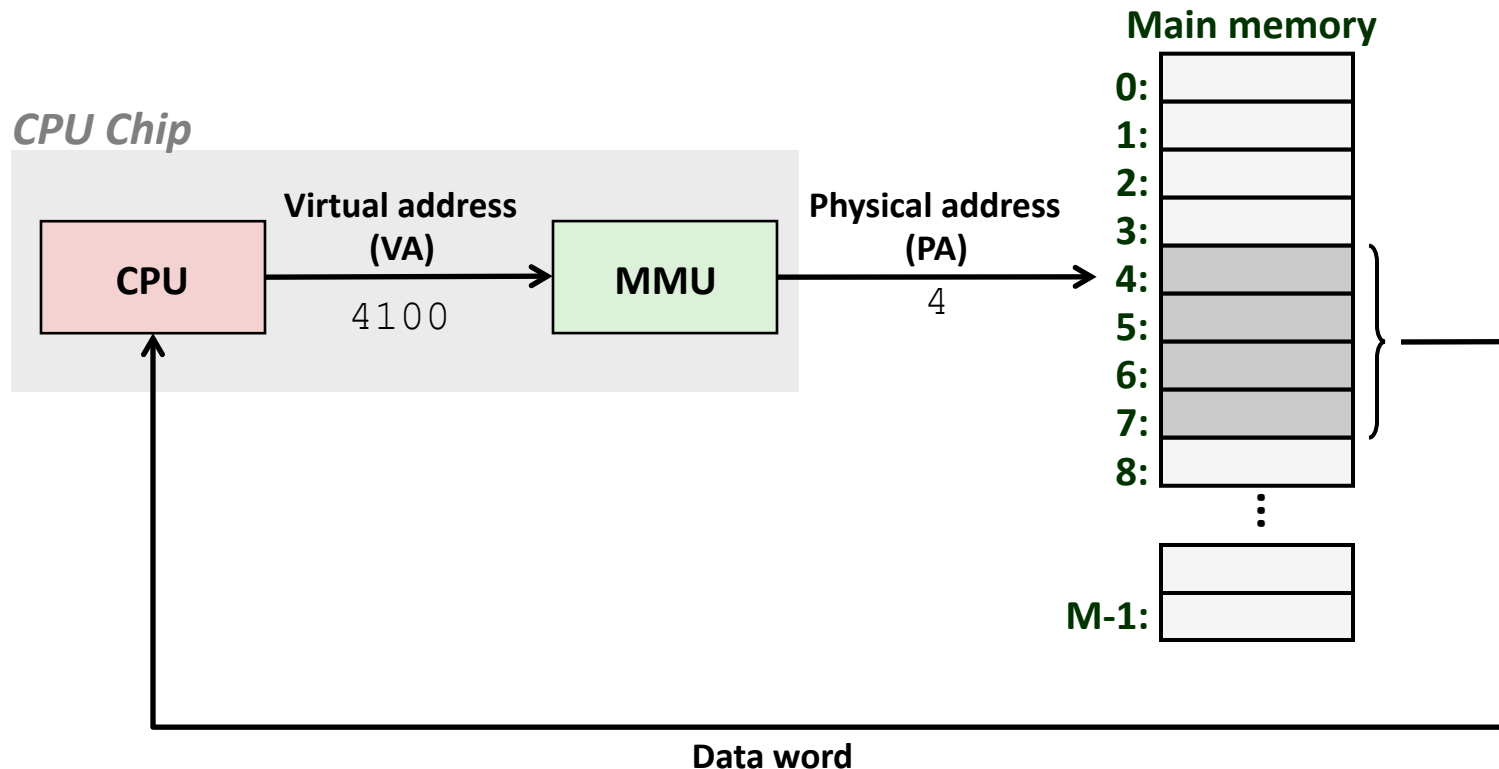 Main memory
CPU Chip
Virtual address
(VA)
4100
CPU
MMU
Physical address
(PA)
4
0:
1:
2:
3:
4:
5:
6:
7:
8:
...
M-1:
Data word